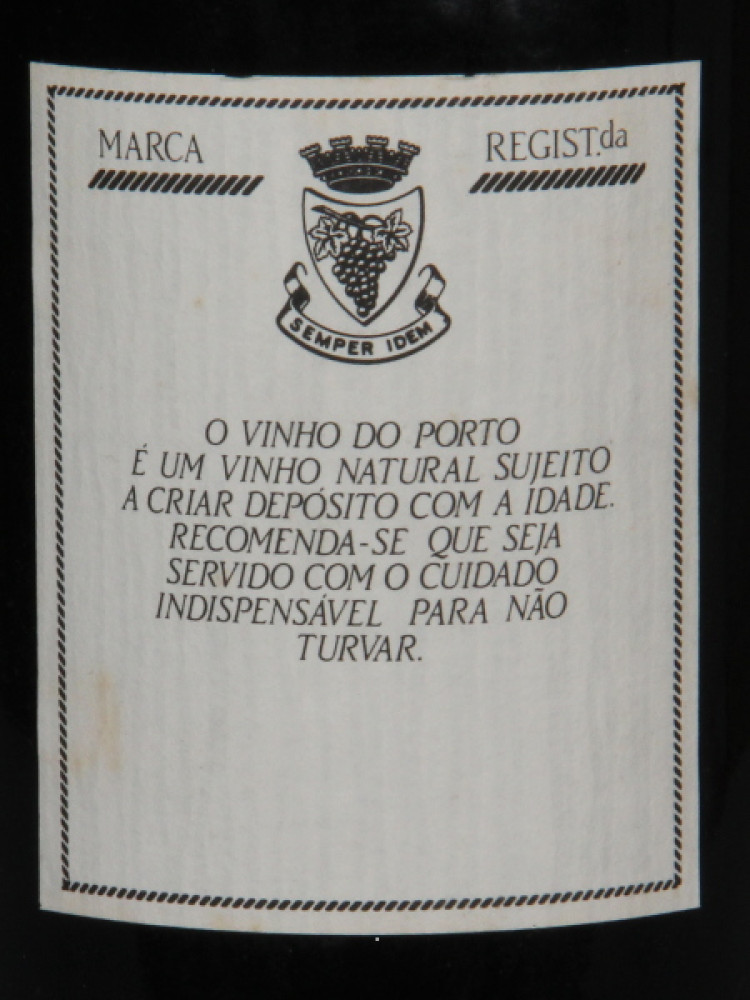 MARCA
REGIST.da
SEMPER IDEM
O VINHO DO PORTO
É UM VINHO NATURAL SUJEITO
A CRIAR DEPÓSITO COM A IDADE.
RECOMENDA-SE QUE SEJA
SERVIDO COM O CUIDADO
INDISPENSÁVEL PARA NÃO
TURVAR.